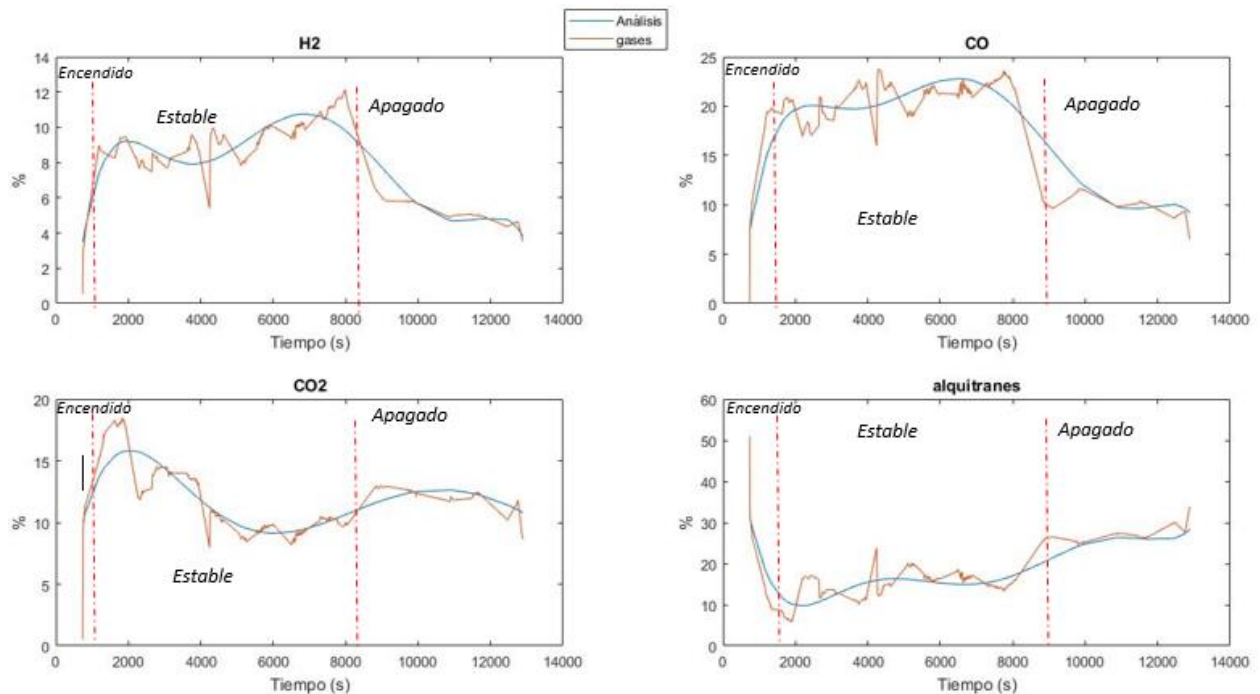 Análisis
gases
H2
Encendido
Estable
Apagado
14
12
10
8
6
4
2
0
%
0 2000 4000 6000 8000 10000 12000 14000
Tiempo (s)
CO
Encendido
Apagado
Estable
25
20
15
10
5
0
%
0 2000 4000 6000 8000 10000 12000 14000
Tiempo (s)
CO2
Encendido
Apagado
Estable
20
15
10
5
0
%
0 2000 4000 6000 8000 10000 12000 14000
Tiempo (s)
alquitranes
Encendido
Estable
Apagado
60
50
40
30
20
10
0
%
0 2000 4000 6000 8000 10000 12000 14000
Tiempo (s)